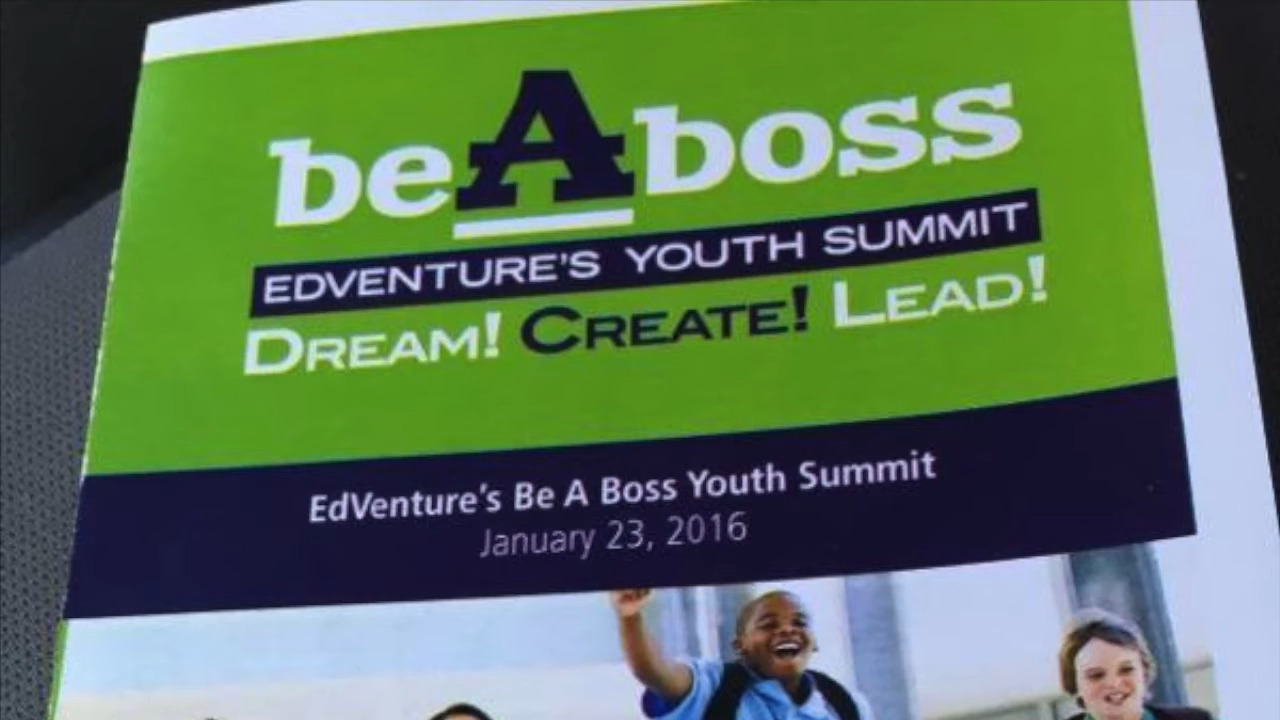 beAboss
EDVENTURE'S YOUTH SUMMIT
DREAM! CREATE! LEAD!
EdVenture's Be A Boss Youth Summit
January 23, 2016